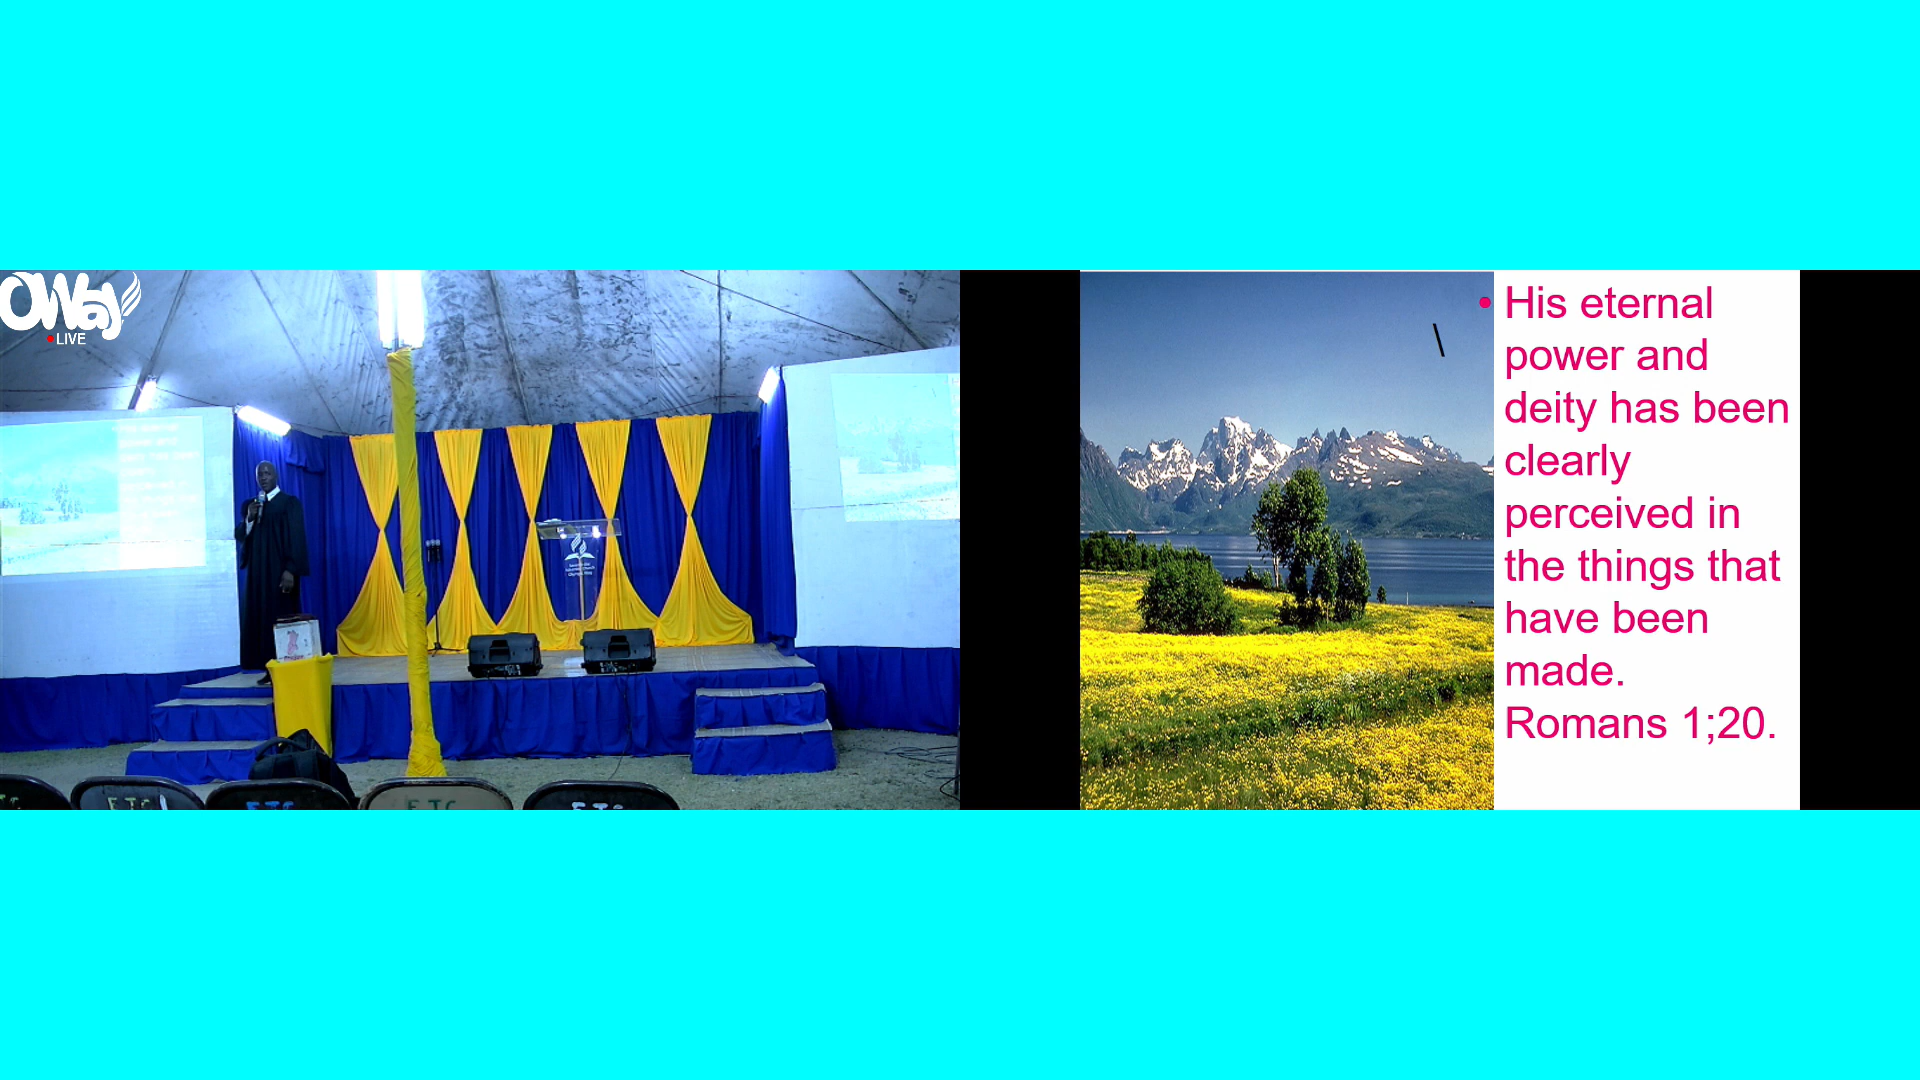 OWay
LIVE
• His eternal
power and
deity has been
clearly
perceived in
the things that
have been
made.
Romans 1;20.
E.T.C
E.T.C
E.T.C